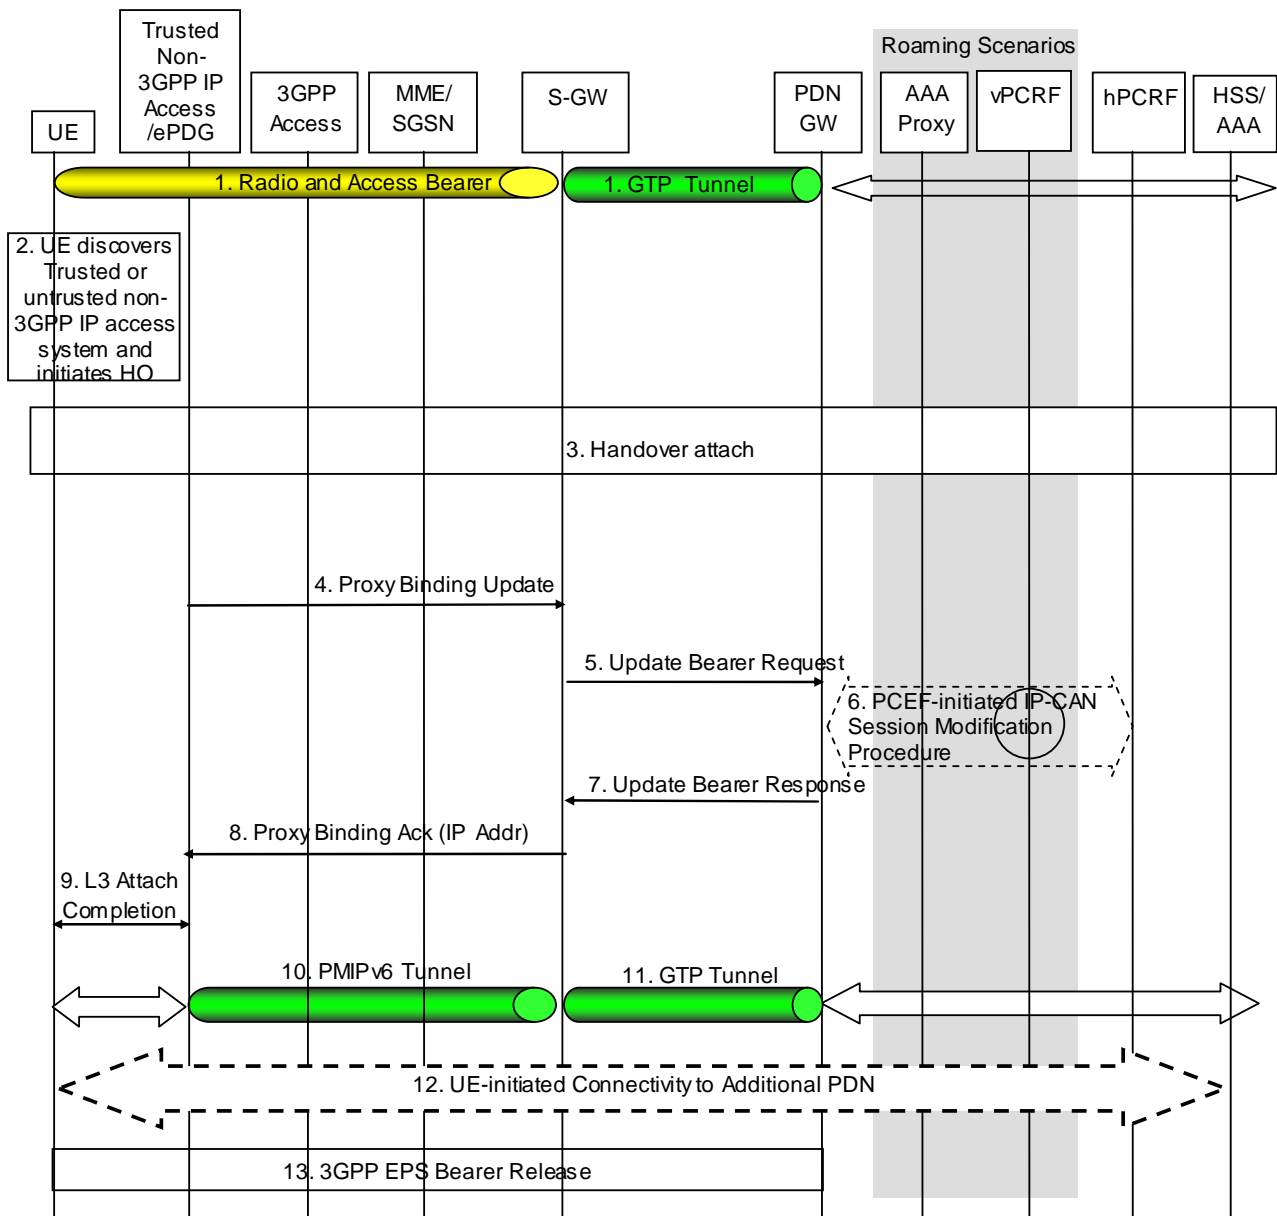 Roaming Scenarios
UE
Trusted
Non-
3GPP IP
Access
/ePDG
3GPP
Access
MME/
SGSN
S-GW
PDN
GW
AAA
Proxy
vPCRF
hPCRF
HSS/
AAA
1. Radio and Access Bearer
1. GTP Tunnel
2. UE discovers
Trusted or
untrusted non-
3GPP IP access
system and
initiates HO
3. Handover attach
4. Proxy Binding Update
5. Update Bearer Request
6. PCEF-initiated IP-CAN
Session Modification
Procedure
7. Update Bearer Response
8. Proxy Binding Ack (IP Addr)
9. L3 Attach
Completion
10. PMIPv6 Tunnel
11. GTP Tunnel
12. UE-initiated Connectivity to Additional PDN
13. 3GPP EPS Bearer Release